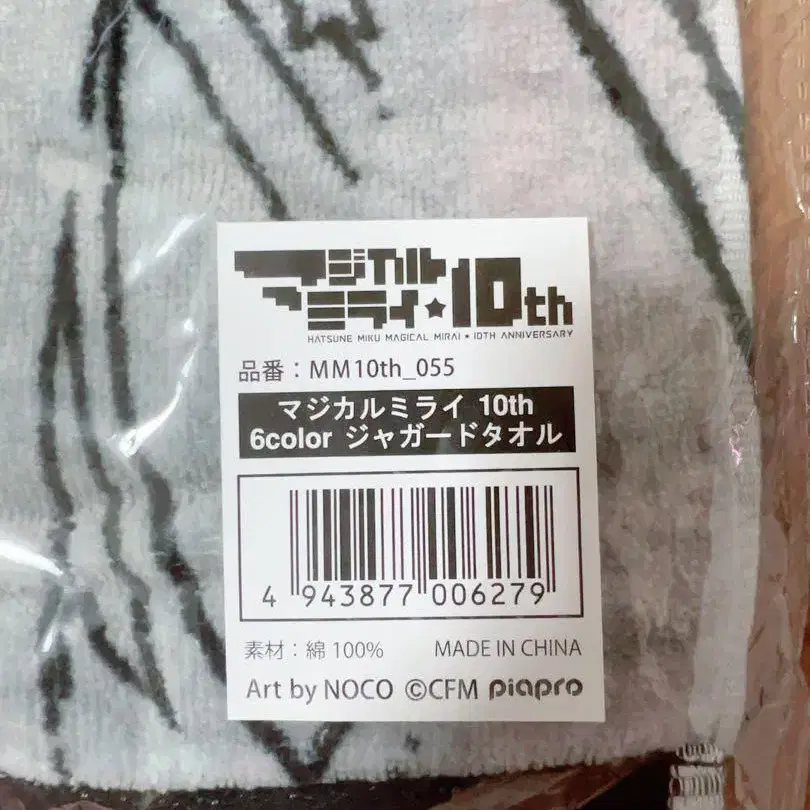 マジカル
ミライ★10th
HATSUNE MIKU MAGICAL MIRAI ★ 10TH ANNIVERSARY
品番：MM10th_055
マジカルミライ 10th
6color ジャガードタオル
4 943877 006279
素材：綿 100% MADE IN CHINA
Art by NOCO ©CFM piapro